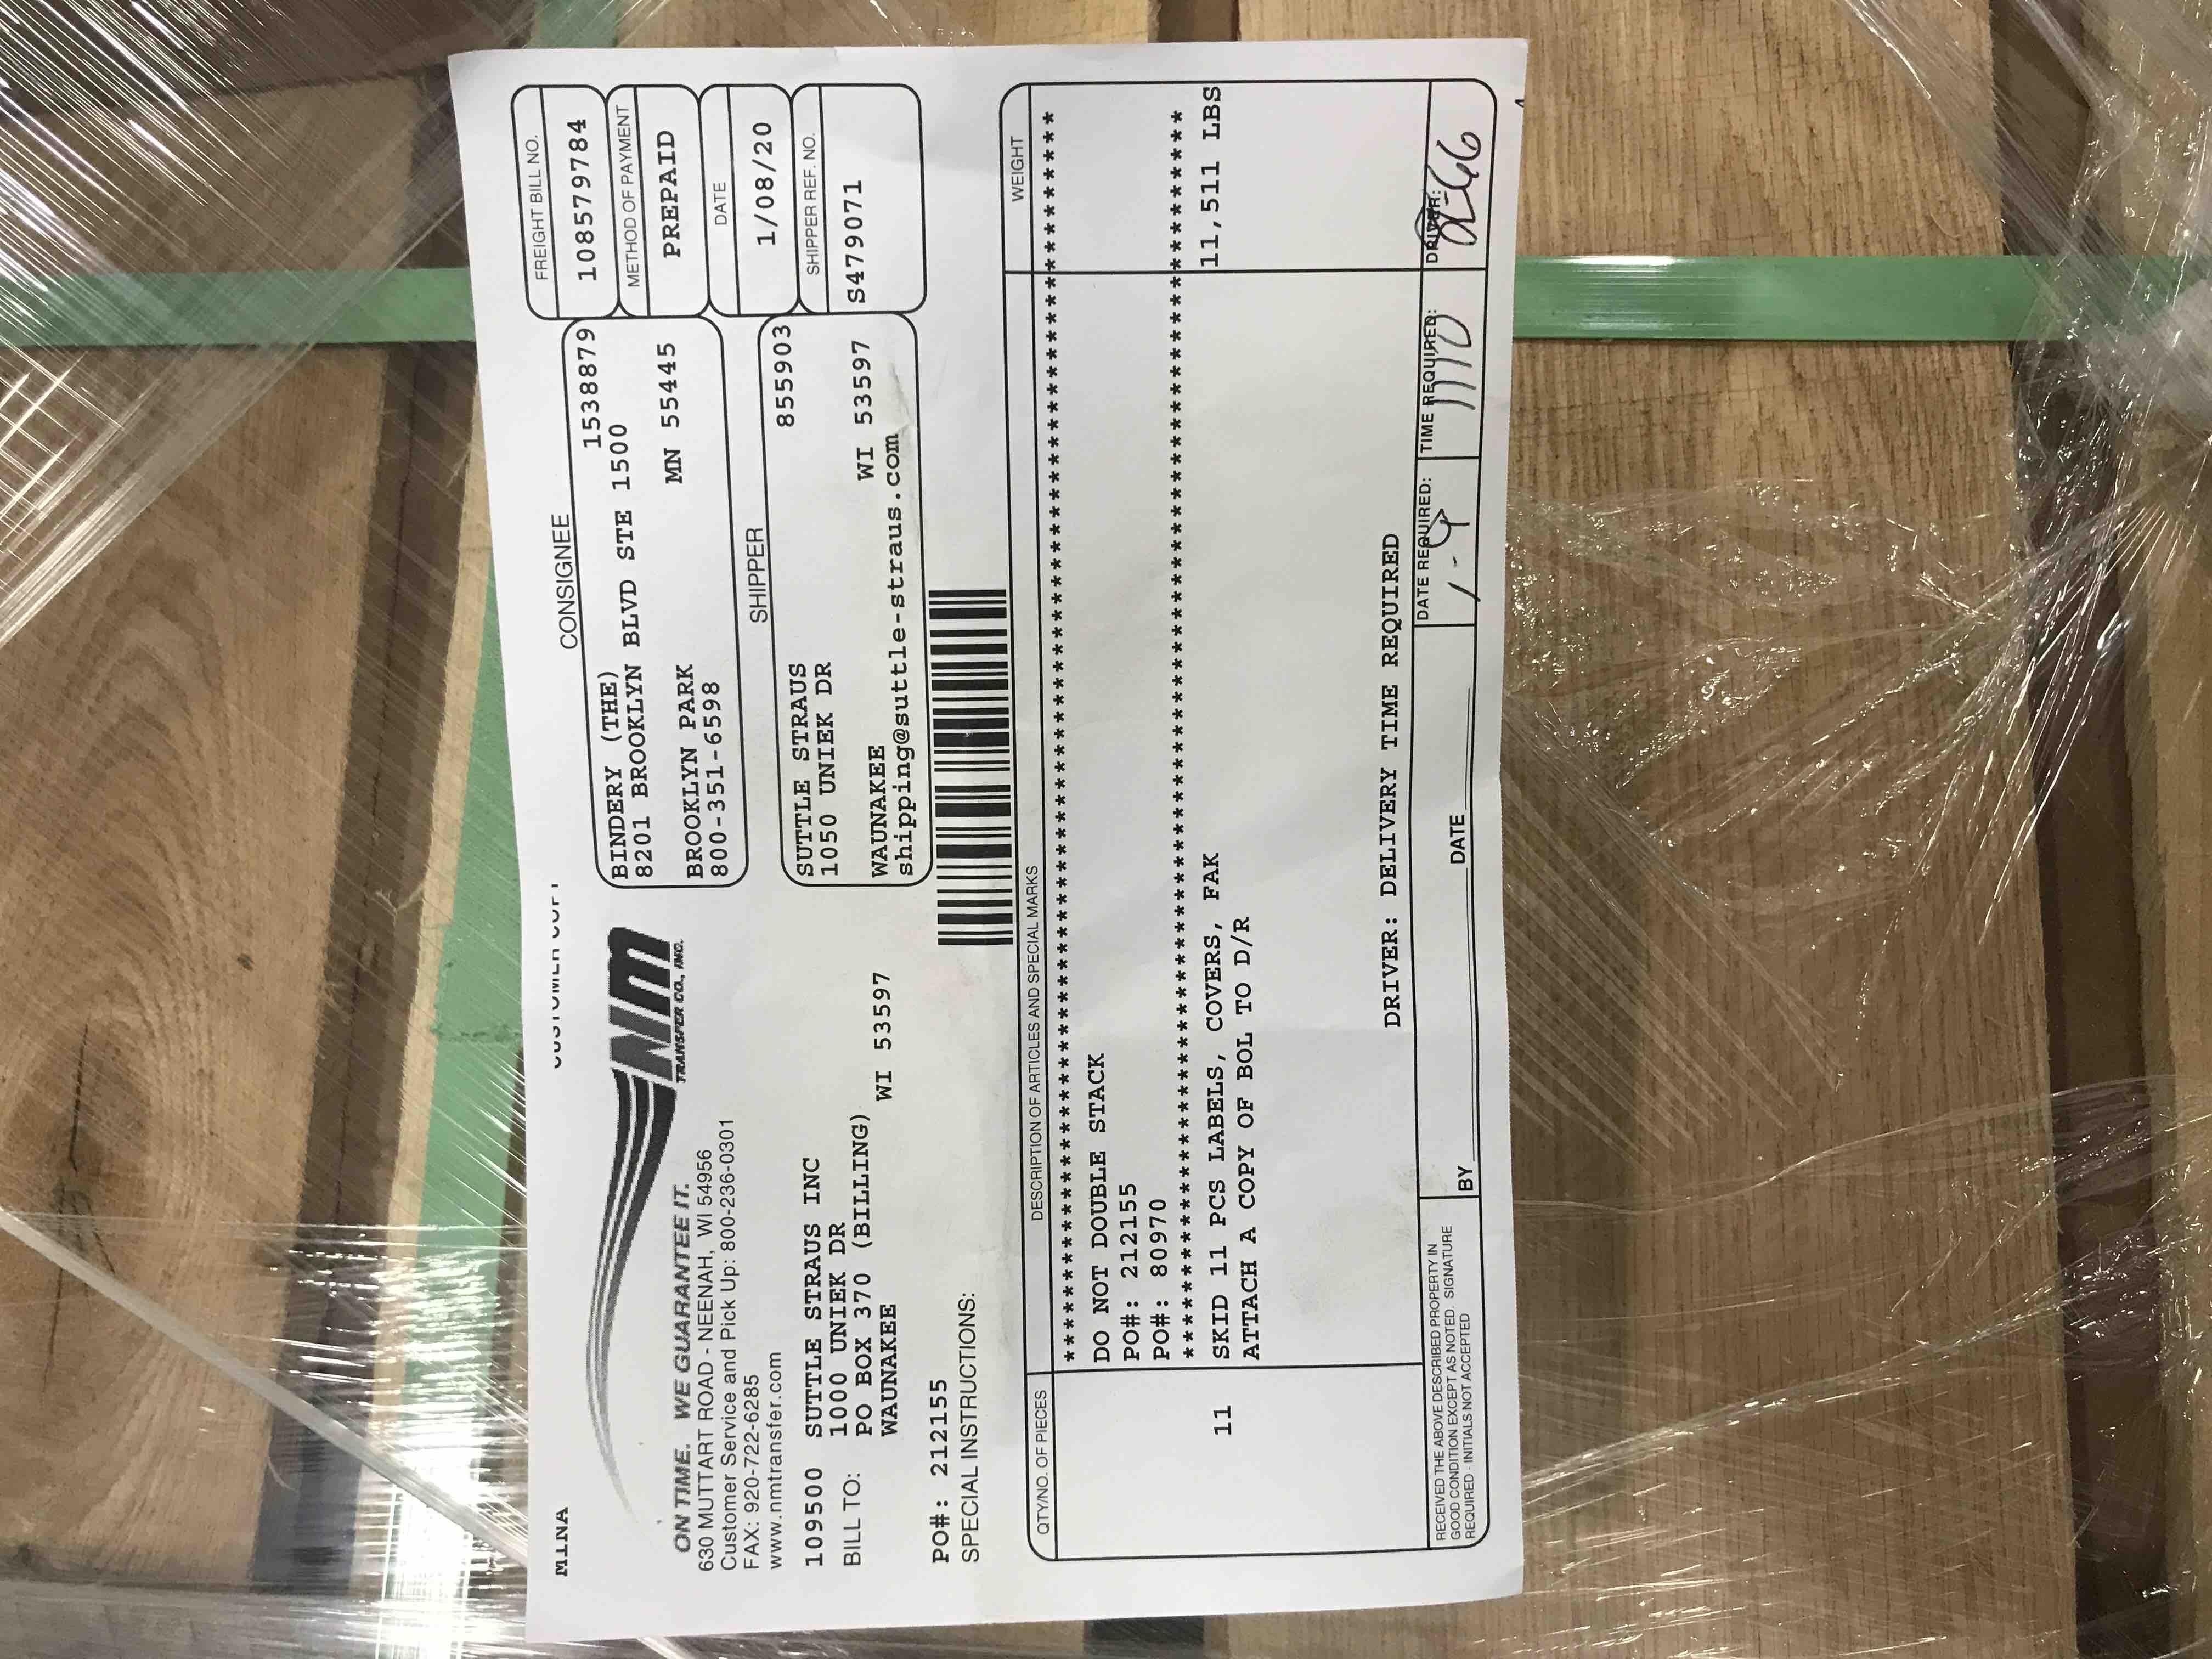 MINA
ON TIME. WE GUARANTEE IT.
630 MUTTART ROAD - NEENAH, WI 54956
Customer Service and Pick Up: 800-236-0301
FAX: 920-722-6285
www.nmtransfer.com
NM
TRANSFER CO., INC.
109500 SUTTLE STRAUS INC
BILL TO: 1000 UNIEK DR
PO BOX 370 (BILLING)
WAUNAKEE WI 53597
PO#: 212155
SPECIAL INSTRUCTIONS:
CONSIGNEE
1538879
BINDERY (THE)
8201 BROOKLYN BLVD STE 1500
BROOKLYN PARK MN 55445
800-351-6598
SHIPPER
855903
SUTTLE STRAUS
1050 UNIEK DR
WAUNAKEE WI 53597
shipping@suttle-straus.com
FREIGHT BILL NO.
108579784
METHOD OF PAYMENT
PREPAID
DATE
1/08/20
SHIPPER REF. NO.
S479071
QTY/NO. OF PIECES DESCRIPTION OF ARTICLES AND SPECIAL MARKS WEIGHT
DO NOT DOUBLE STACK
PO#: 212155
PO#: 80970
11 SKID 11 PCS LABELS, COVERS, FAK 11,511 LBS
ATTACH A COPY OF BOL TO D/R
DRIVER: DELIVERY TIME REQUIRED
RECEIVED THE ABOVE DESCRIBED PROPERTY IN
GOOD CONDITION EXCEPT AS NOTED. SIGNATURE
REQUIRED - INITIALS NOT ACCEPTED
BY DATE
DATE REQUIRED:
1-9
TIME REQUIRED:
1110
DRIVER: